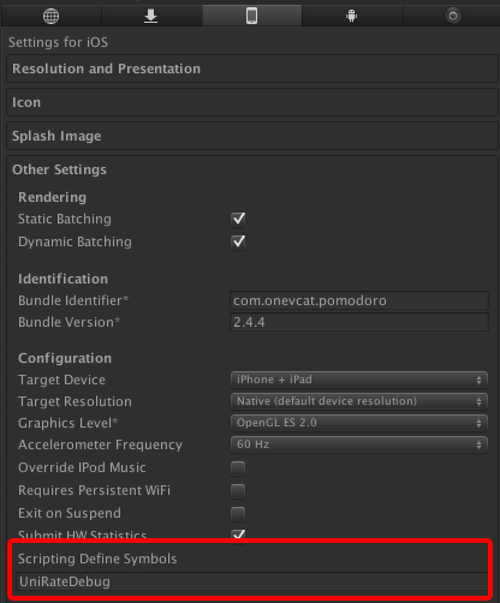 Settings for iOS
Resolution and Presentation
Icon
Splash Image
Other Settings
Rendering
Static Batching
Dynamic Batching
Identification
Bundle Identifier* com.onevcat.pomodoro
Bundle Version* 2.4.4
Configuration
Target Device iPhone + iPad
Target Resolution Native (default device resolution)
Graphics Level* OpenGL ES 2.0
Accelerometer Frequency 60 Hz
Override IPod Music
Requires Persistent WiFi
Exit on Suspend
Submit HW Statistics
Scripting Define Symbols
UniRateDebug